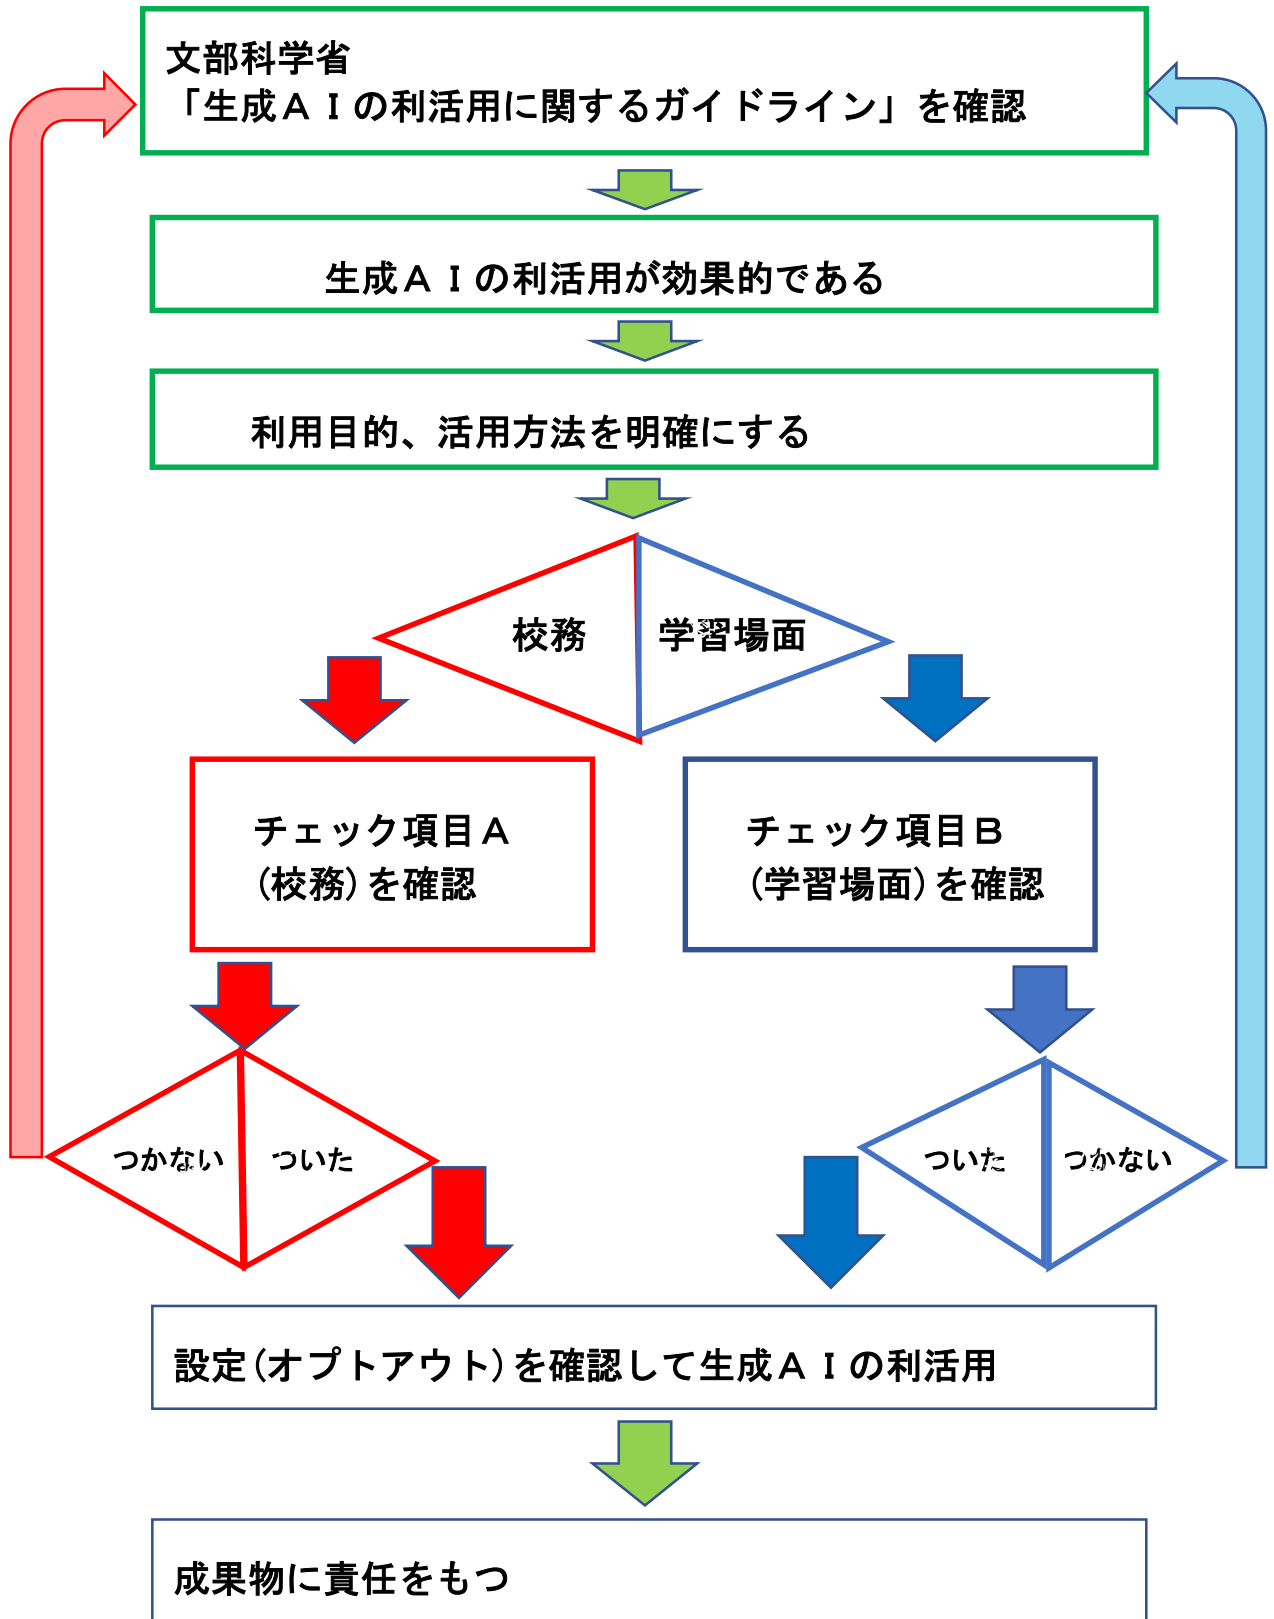 文部科学省
「生成ＡＩの利活用に関するガイドライン」を確認
生成ＡＩの利活用が効果的である
利用目的、活用方法を明確にする
校務
学習場面
チェック項目Ａ
(校務)を確認
チェック項目Ｂ
(学習場面)を確認
つかない
ついた
ついた
つかない
設定(オプトアウト)を確認して生成ＡＩの利活用
成果物に責任をもつ